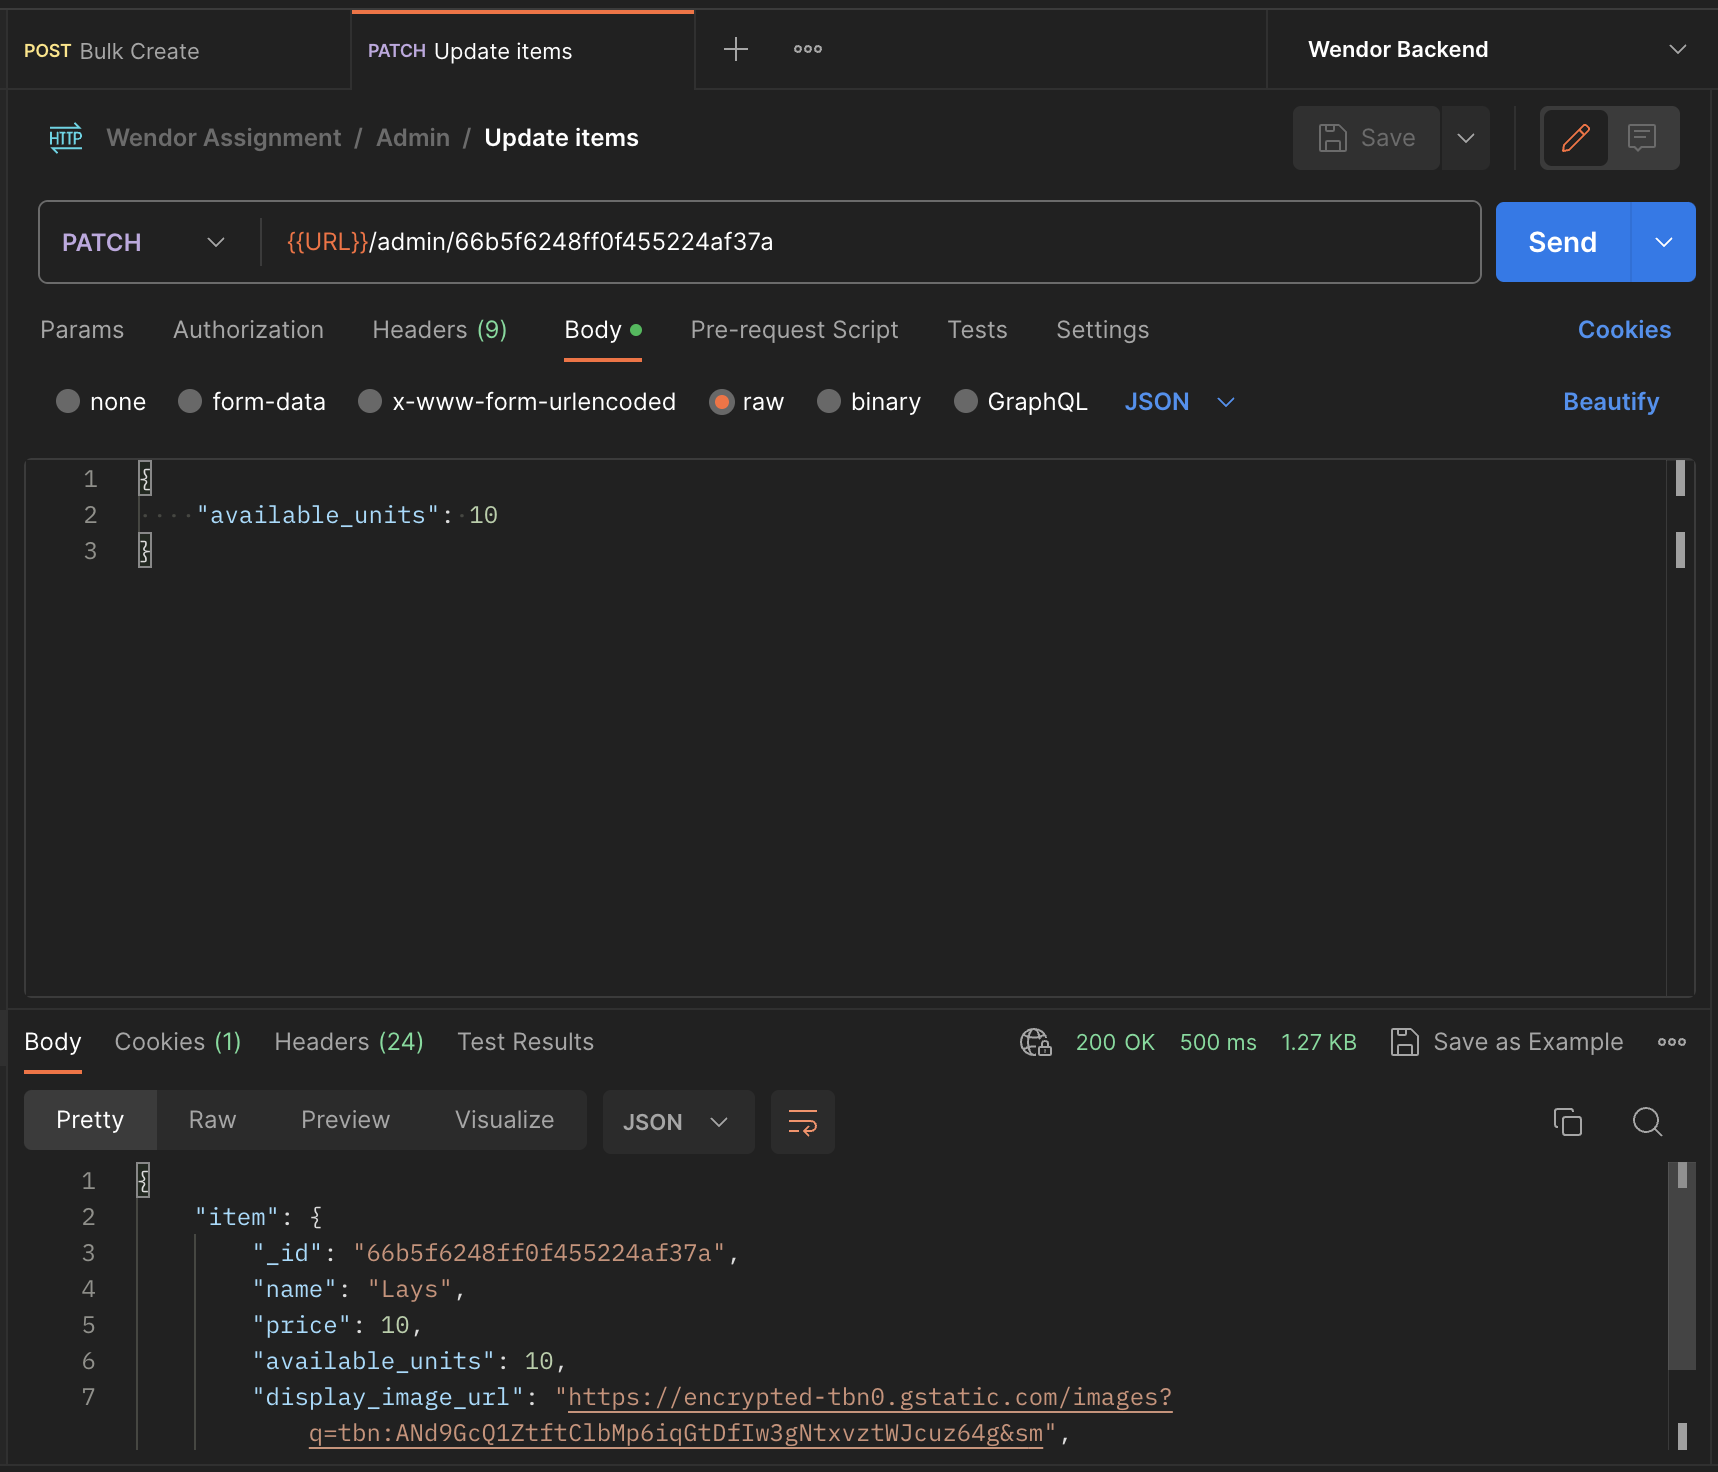 POST Bulk Create
PATCH Update items
Wendor Backend
HTTP
Wendor Assignment / Admin / Update items
Save
PATCH
{{URL}}/admin/66b5f6248ff0f455224af37a
Send
Params Authorization Headers (9) Body Pre-request Script Tests Settings Cookies
none form-data x-www-form-urlencoded raw binary GraphQL JSON Beautify
1 {
2 "available_units": 10
3 }
Body Cookies (1) Headers (24) Test Results 200 OK 500 ms 1.27 KB Save as Example
Pretty Raw Preview Visualize JSON
1 {
2 "item": {
3 "_id": "66b5f6248ff0f455224af37a",
4 "name": "Lays",
5 "price": 10,
6 "available_units": 10,
7 "display_image_url": "https://encrypted-tbn0.gstatic.com/images?
q=tbn:ANd9GcQ1ZtftClbMp6iqGtDfIw3gNtxvztWJcuz64g&sm",